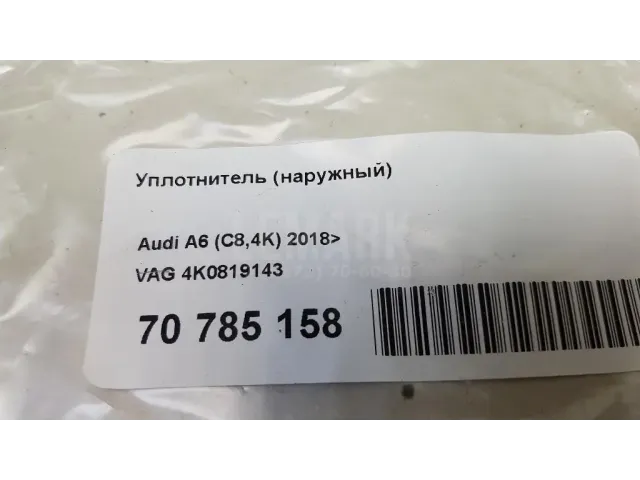 Уплотнитель (наружный)
Audi A6 (C8,4K) 2018>
VAG 4K0819143
70 785 158